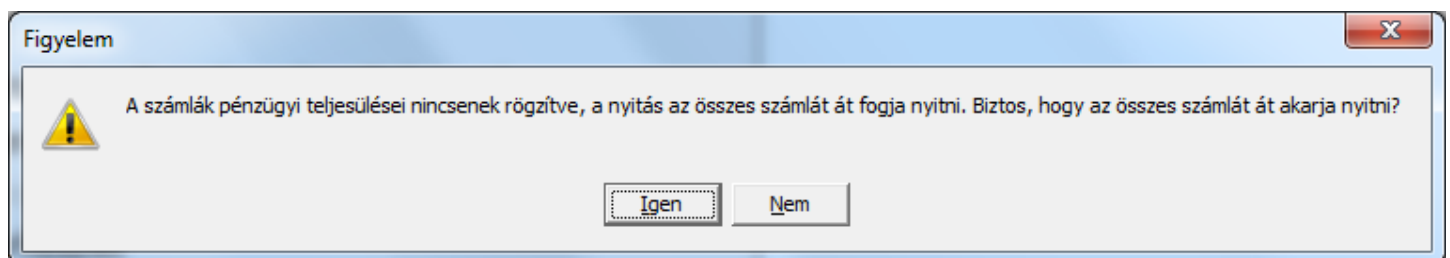 Figyelem
A számlák pénzügyi teljesülései nincsenek rögzítve, a nyitás az összes számlát át fogja nyitni. Biztos, hogy az összes számlát át akarja nyitni?
Igen
Nem